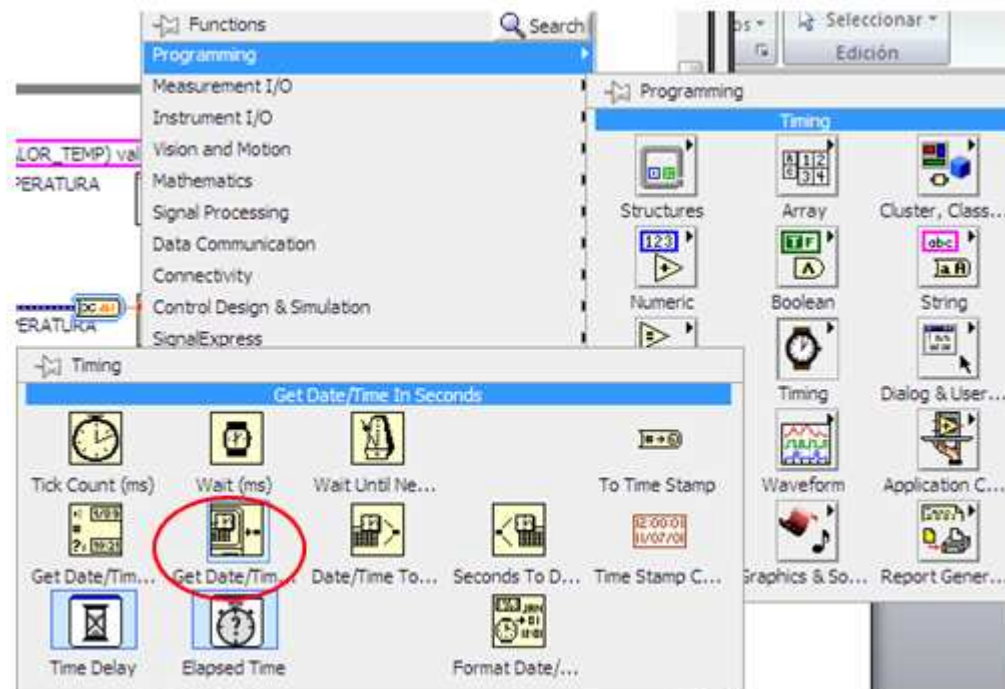 Functions
Search
Programming
Measurement I/O
Instrument I/O
Vision and Motion
Mathematics
Signal Processing
Data Communication
Connectivity
Control Design & Simulation
SignalExpress
Seleccionar
Edición
LOR_TEMP) val
PERATURA
ERATURA
Programming
Timing
Structures
Array
Cluster, Class...
123
TF
abc
Numeric
Boolean
String
Timing
Dialog & User...
Waveform
Application C...
Graphics & So...
Report Gener...
Timing
Get Date/Time In Seconds
Tick Count (ms)
Wait (ms)
Wait Until Ne...
To Time Stamp
Get Date/Tim...
Get Date/Tim...
Date/Time To...
Seconds To D...
Time Stamp C...
Time Delay
Elapsed Time
Format Date/...